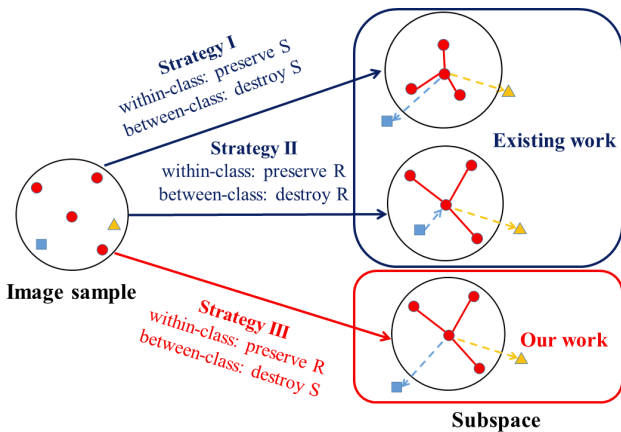 Strategy I
within-class: preserve S
between-class: destroy S
Strategy II
within-class: preserve R
between-class: destroy R
Existing work
Image sample
Strategy III
within-class: preserve R
between-class: destroy S
Our work
Subspace